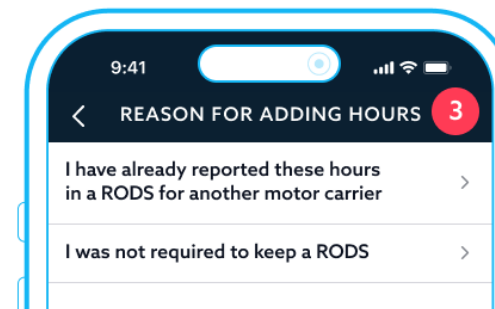 9:41
REASON FOR ADDING HOURS 3
I have already reported these hours
in a RODS for another motor carrier
I was not required to keep a RODS